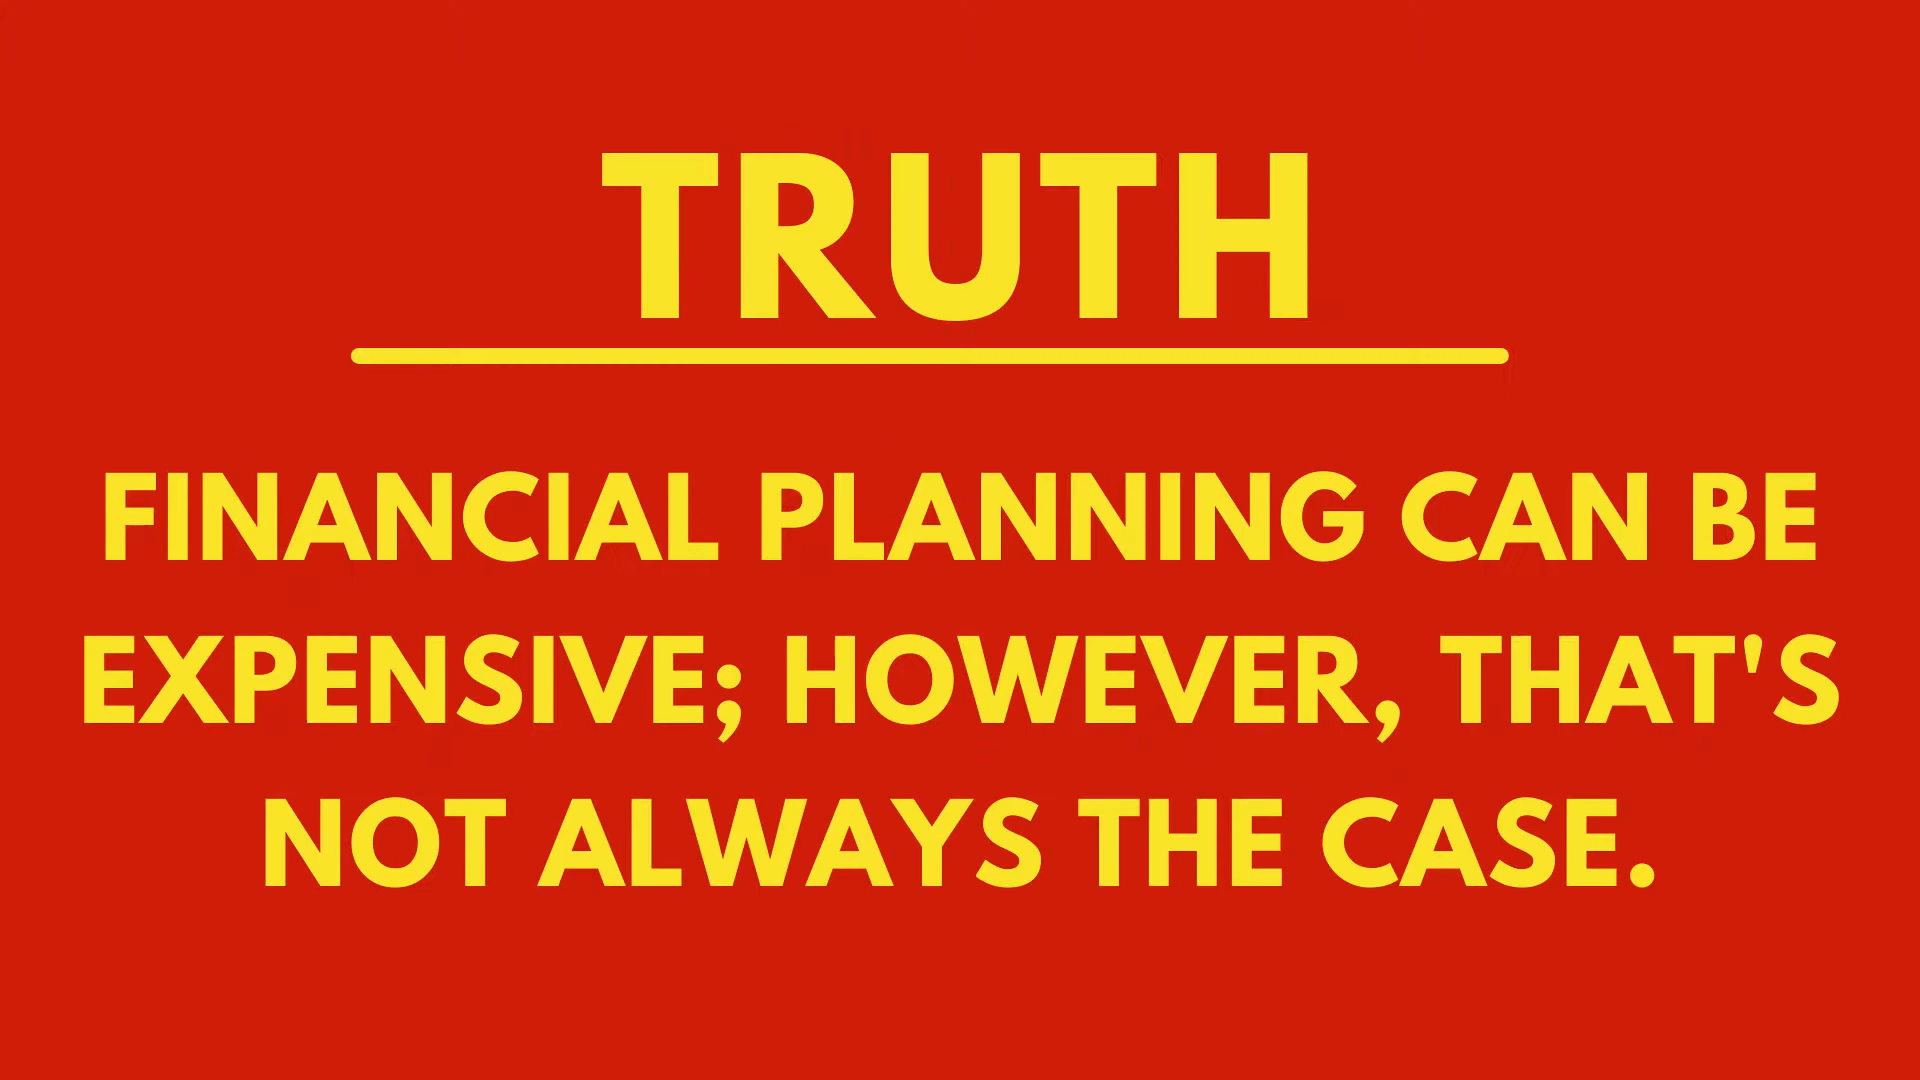 TRUTH
FINANCIAL PLANNING CAN BE
EXPENSIVE; HOWEVER, THAT'S
NOT ALWAYS THE CASE.